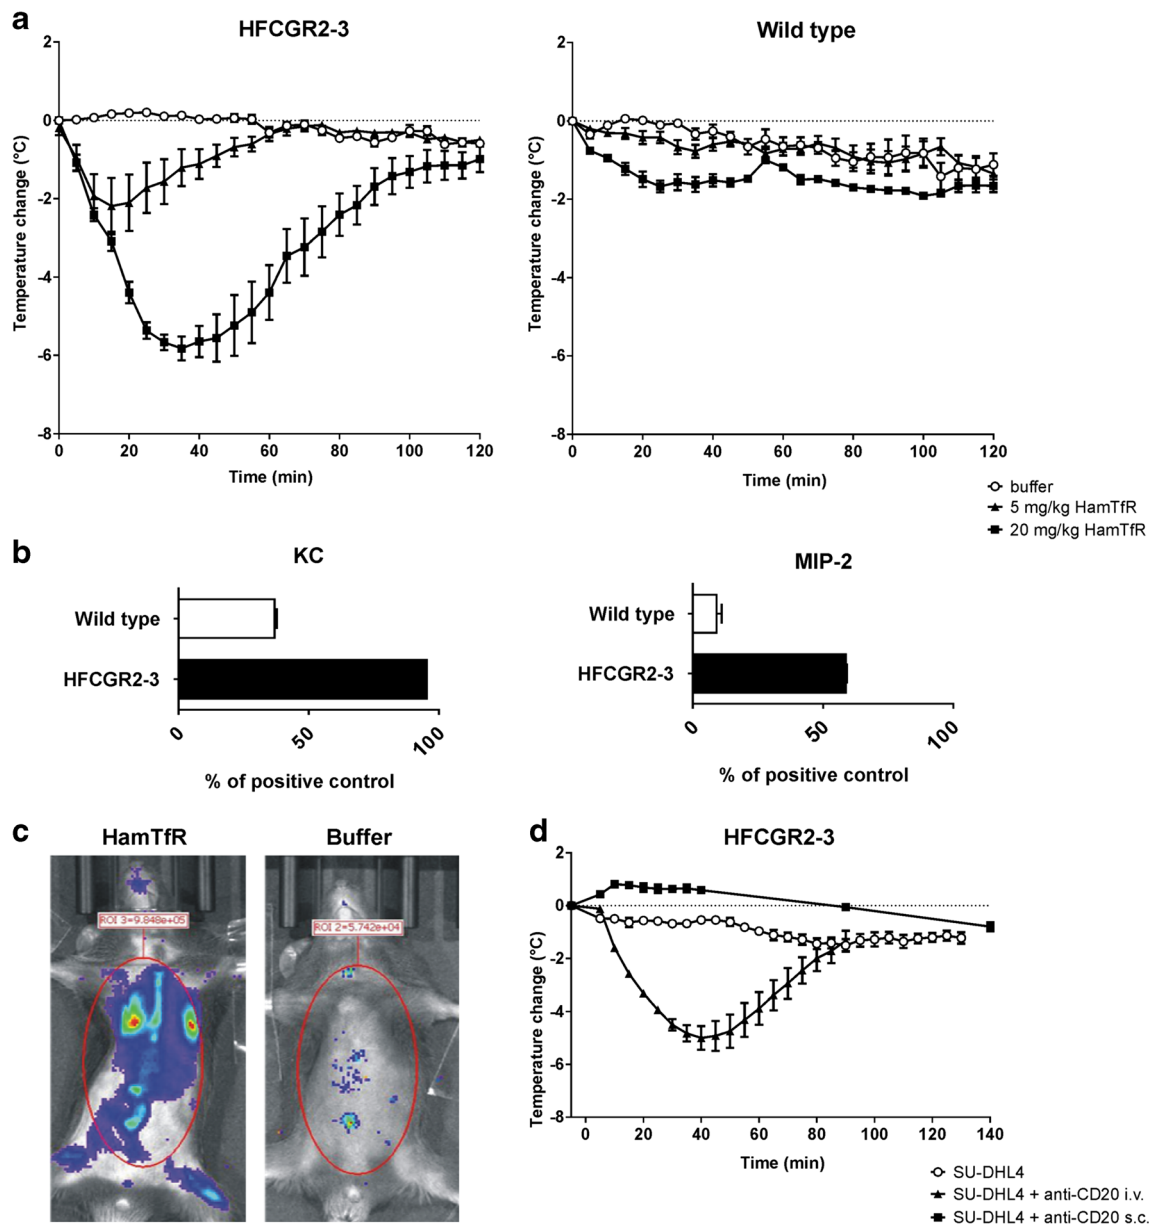 a
HFCGR2-3
Wild type
2
0
-2
-4
-6
-8
Temperature change (°C)
0
20
40
60
80
100
120
Time (min)
2
0
-2
-4
-6
-8
Temperature change (°C)
0
20
40
60
80
100
120
Time (min)
buffer
5 mg/kg HamTfR
20 mg/kg HamTfR
b
KC
Wild type
HFCGR2-3
0
50
100
% of positive control
MIP-2
Wild type
HFCGR2-3
0
50
100
% of positive control
c
HamTfR
Buffer
ROI 3=9.848e+05
ROI 2=5.742e+04
d
HFCGR2-3
2
0
-2
-4
-6
-8
Temperature change (°C)
0
20
40
60
80
100
120
140
Time (min)
SU-DHL4
SU-DHL4 + anti-CD20 i.v.
SU-DHL4 + anti-CD20 s.c.